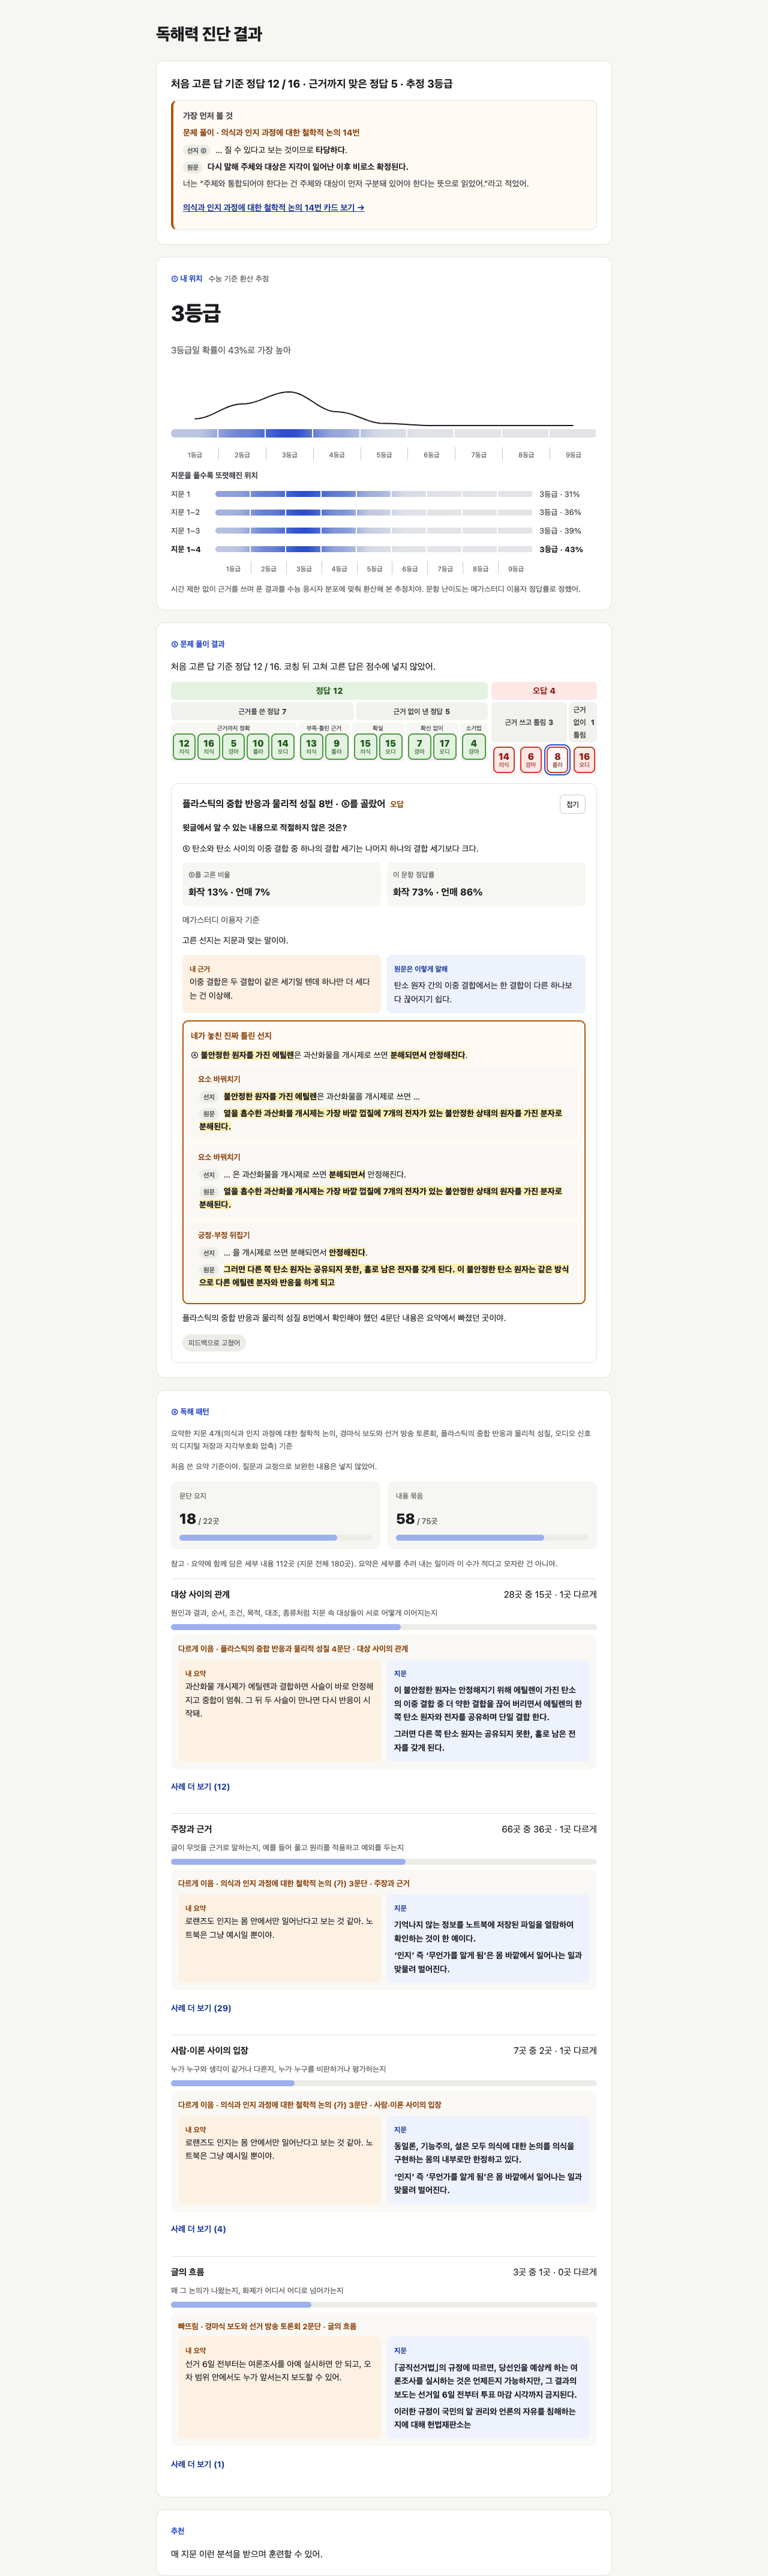 독해력 진단 결과
처음 고른 답 기준 정답 12 / 16 · 근거까지 맞은 정답 5 · 추정 3등급
가장 먼저 볼 것
문제 풀이 · 의식과 인지 과정에 대한 철학적 논의 14번
… 질 수 있다고 보는 것이므로 타당하다.
원문 다시 말해 주체와 대상은 지각이 일어난 이후 비로소 확정된다.
너는 “주체와 통합되어야 한다는 건 주체와 대상이 먼저 구분돼 있어야 한다는 뜻으로 읽었어.”라고 적었어.
의식과 인지 과정에 대한 철학적 논의 14번 카드 보기 →
① 내 위치 수능 기준 환산 추정
3등급
3등급일 확률이 43%로 가장 높아
1등급 2등급 3등급 4등급 5등급 6등급 7등급 8등급 9등급
지문을 풀수록 또렷해진 위치
지문 1 3등급 · 31%
지문 1~2 3등급 · 36%
지문 1~3 3등급 · 39%
지문 1~4 3등급 · 43%
1등급 2등급 3등급 4등급 5등급 6등급 7등급 8등급 9등급
시간 제한 없이 근거를 쓰며 푼 결과를 수능 응시자 분포에 맞춰 환산해 본 추정치야. 문항 난이도는 메가스터디 이용자 정답률로 정했어.
② 문제 풀이 결과
처음 고른 답 기준 정답 12 / 16. 코칭 뒤 고쳐 고른 답은 점수에 넣지 않았어.
정답 12 오답 4
근거를 쓴 정답 7 근거 없이 낸 정답 5 근거 쓰고 틀림 3 근거 없이 틀림 1
근거까지 정확 부족·틀린 근거 확실 확신 없이 소거법
12 16 5 10 14 13 9 15 15 7 17 4 14 6 8 16
의식 의식 경마 플라 플라 의식 플라 의식 오디 경마 오디 경마 의식 경마 플라 오디
플라스틱의 중합 반응과 물리적 성질 8번 · ⑤를 골랐어 오답 접기
윗글에서 알 수 있는 내용으로 적절하지 않은 것은?
⑤ 탄소와 탄소 사이의 이중 결합 중 하나의 결합 세기는 나머지 하나의 결합 세기보다 크다.
⑤를 고른 비율
화작 13% · 언매 7%
이 문항 정답률
화작 73% · 언매 86%
메가스터디 이용자 기준
고른 선지는 지문과 맞는 말이야.
내 근거
이중 결합은 두 결합이 같은 세기일 텐데 하나만 더 세다
는 건 이상해.
원문은 이렇게 말해
탄소 원자 간의 이중 결합에서는 한 결합이 다른 하나보
다 끊어지기 쉽다.
네가 놓친 진짜 틀린 선지
④ 불안정한 원자를 가진 에틸렌은 과산화물을 개시제로 쓰면 분해되면서 안정해진다.
요소 바꿔치기
선지 불안정한 원자를 가진 에틸렌은 과산화물을 개시제로 쓰면 …
원문 열을 흡수한 과산화물 개시제는 가장 바깥 껍질에 7개의 전자가 있는 불안정한 상태의 원자를 가진 분자로
분해된다.
요소 바꿔치기
선지 … 은 과산화물을 개시제로 쓰면 분해되면서 안정해진다.
원문 열을 흡수한 과산화물 개시제는 가장 바깥 껍질에 7개의 전자가 있는 불안정한 상태의 원자를 가진 분자로
분해된다.
긍정·부정 뒤집기
선지 … 을 개시제로 쓰면 분해되면서 안정해진다.
원문 그러면 다른 쪽 탄소 원자는 공유되지 못한, 홀로 남은 전자를 갖게 된다. 이 불안정한 탄소 원자는 같은 방식
으로 다른 에틸렌 분자와 반응을 하게 되고
플라스틱의 중합 반응과 물리적 성질 8번에서 확인해야 했던 4문단 내용은 요약에서 빠졌던 곳이야.
피드백으로 고쳤어
③ 독해 패턴
요약한 지문 4개(의식과 인지 과정에 대한 철학적 논의, 경마식 보도와 선거 방송 토론회, 플라스틱의 중합 반응과 물리적 성질, 오디오 신호
의 디지털 저장과 지각부호화 압축) 기준
처음 쓴 요약 기준이야. 질문과 교정으로 보완한 내용은 넣지 않았어.
문단 요지
18 / 22곳
내용 묶음
58 / 75곳
참고 · 요약에 함께 담은 세부 내용 112곳 (지문 전체 180곳). 요약은 세부를 추려 내는 일이라 이 수가 적다고 모자란 건 아니야.
대상 사이의 관계 28곳 중 15곳 · 1곳 다르게
원인과 결과, 순서, 조건, 목적, 대조, 종류처럼 지문 속 대상들이 서로 어떻게 이어지는지
다르게 이음 · 플라스틱의 중합 반응과 물리적 성질 4문단 · 대상 사이의 관계
내 요약
과산화물 개시제가 에틸렌과 결합하면 사슬이 바로 안정해
지고 중합이 멈춰. 그 뒤 두 사슬이 만나면 다시 반응이 시
작돼.
지문
이 불안정한 원자는 안정해지기 위해 에틸렌이 가진 탄소
의 이중 결합 중 더 약한 결합을 끊어 버리면서 에틸렌의 한
쪽 탄소 원자와 전자를 공유하며 단일 결합 한다.
그러면 다른 쪽 탄소 원자는 공유되지 못한, 홀로 남은 전
자를 갖게 된다.
사례 더 보기 (12)
주장과 근거 66곳 중 36곳 · 1곳 다르게
글이 무엇을 근거로 말하는지, 예를 들어 풀고 원리를 적용하고 예외를 두는지
다르게 이음 · 의식과 인지 과정에 대한 철학적 논의 (가) 3문단 · 주장과 근거
내 요약
로랜즈도 인지는 몸 안에서만 일어난다고 보는 것 같아. 노
트북은 그냥 예시일 뿐이야.
지문
기억나지 않는 정보를 노트북에 저장된 파일을 열람하여
확인하는 것이 한 예이다.
‘인지’ 즉 ‘무언가를 알게 됨’은 몸 바깥에서 일어나는 일과
맞물려 벌어진다.
사례 더 보기 (29)
사람·이론 사이의 입장 7곳 중 2곳 · 1곳 다르게
누가 누구와 생각이 같거나 다른지, 누가 누구를 비판하거나 평가하는지
다르게 이음 · 의식과 인지 과정에 대한 철학적 논의 (가) 3문단 · 사람·이론 사이의 입장
내 요약
로랜즈도 인지는 몸 안에서만 일어난다고 보는 것 같아. 노
트북은 그냥 예시일 뿐이야.
지문
동일론, 기능주의, 설은 모두 의식에 대한 논의를 의식을
구현하는 몸의 내부로만 한정하고 있다.
‘인지’ 즉 ‘무언가를 알게 됨’은 몸 바깥에서 일어나는 일과
맞물려 벌어진다.
사례 더 보기 (4)
글의 흐름 3곳 중 1곳 · 0곳 다르게
왜 그 논의가 나왔는지, 화제가 어디서 어디로 넘어가는지
빠뜨림 · 경마식 보도와 선거 방송 토론회 2문단 · 글의 흐름
내 요약
선거 6일 전부터는 여론조사를 아예 실시하면 안 되고, 오
차 범위 안에서도 누가 앞서는지 보도할 수 있어.
지문
「공직선거법」의 규정에 따르면, 당선인을 예상케 하는 여
론조사를 실시하는 것은 언제든지 가능하지만, 그 결과의
보도는 선거일 6일 전부터 투표 마감 시각까지 금지된다.
이러한 규정이 국민의 알 권리와 언론의 자유를 침해하는
지에 대해 헌법재판소는
사례 더 보기 (1)
추천
매 지문 이런 분석을 받으며 훈련할 수 있어.